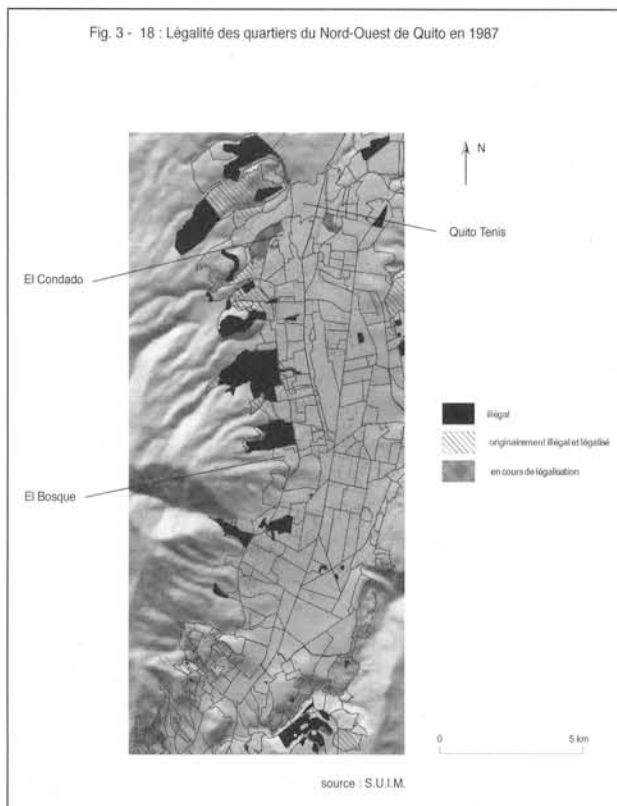 Fig. 3 - 18 : Légalité des quartiers du Nord-Ouest de Quito en 1987
N
Quito Tenis
El Condado
illégal
originairement illégal et légalisé
en cours de légalisation
El Bosque
0 5 km
source : S.U.I.M.